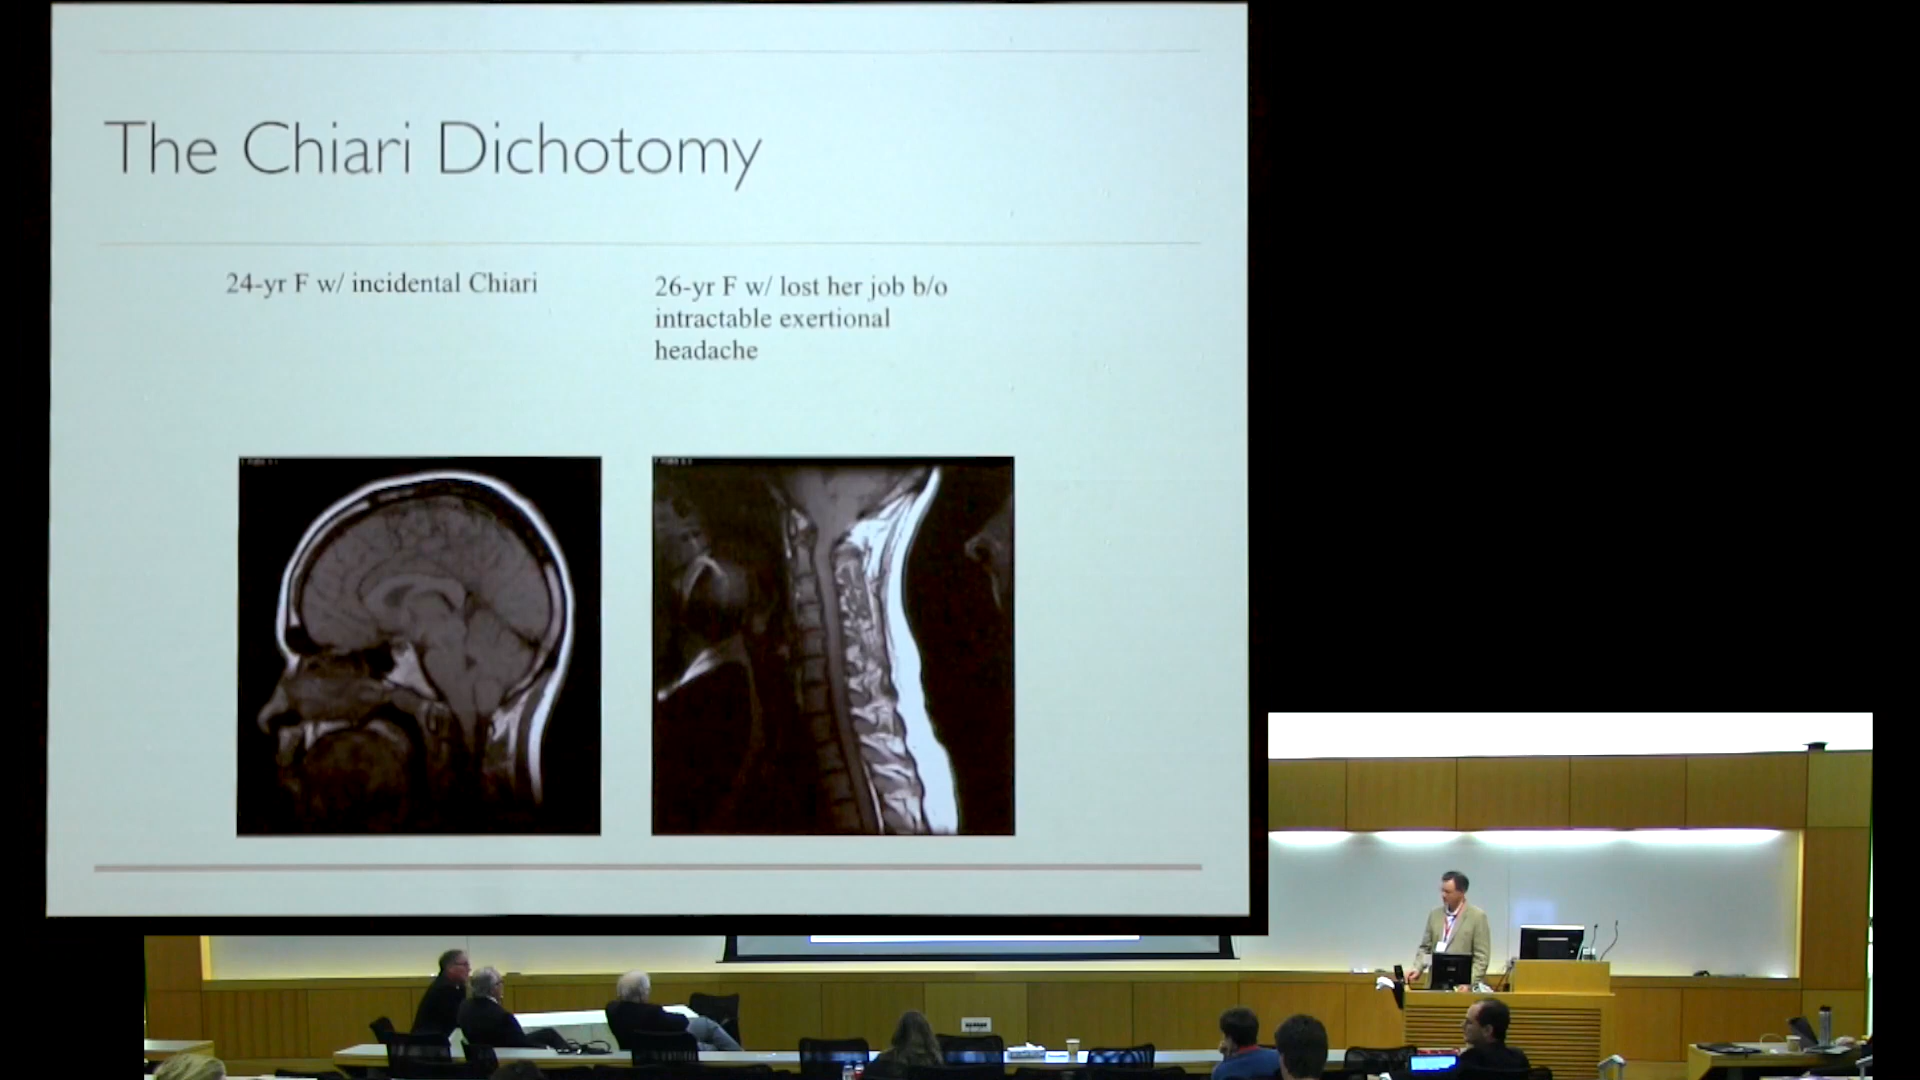 The Chiari Dichotomy
24-yr F w/ incidental Chiari
26-yr F w/ lost her job b/o
intractable exertional
headache